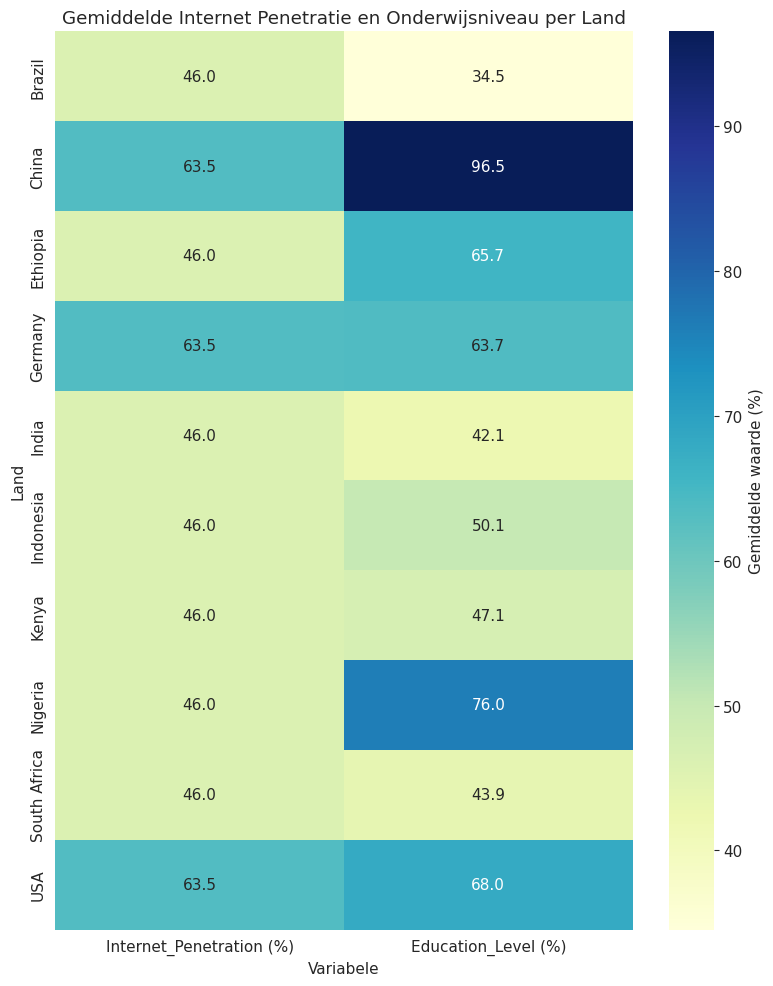 Gemiddelde Internet Penetratie en Onderwijsniveau per Land
Land
Brazil 46.0 34.5
China 63.5 96.5
Ethiopia 46.0 65.7
Germany 63.5 63.7
India 46.0 42.1
Indonesia 46.0 50.1
Kenya 46.0 47.1
Nigeria 46.0 76.0
South Africa 46.0 43.9
USA 63.5 68.0
Internet_Penetration (%) Education_Level (%)
Variabele
90
80
70
60
50
40
Gemiddelde waarde (%)